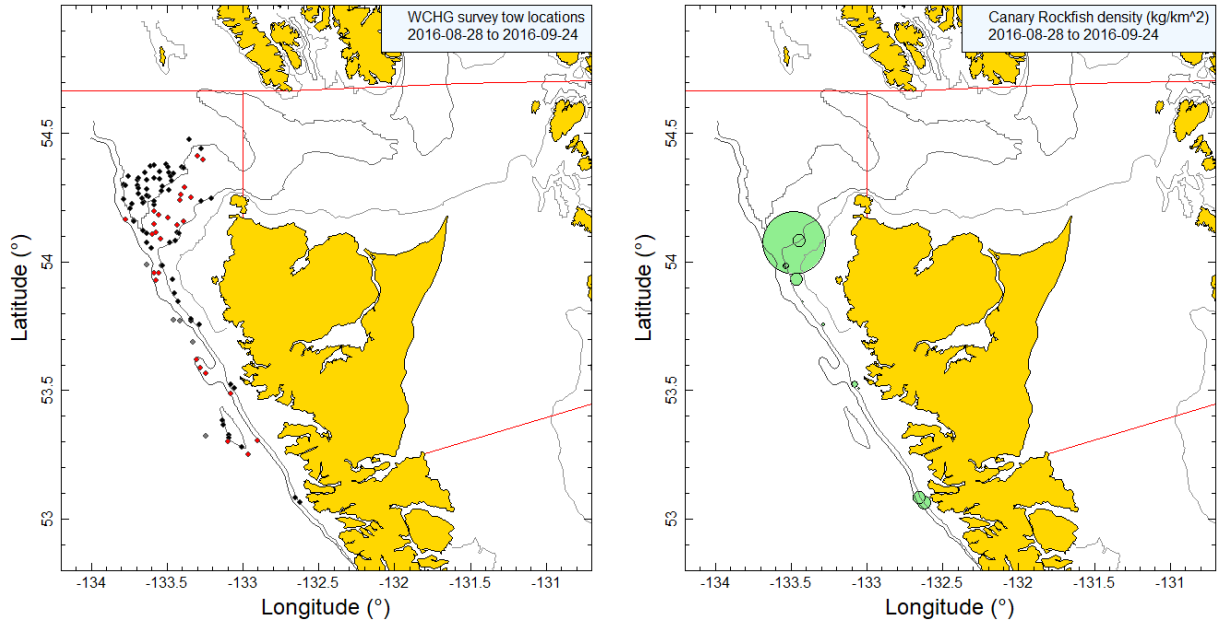 WCHG survey tow locations
2016-08-28 to 2016-09-24
54.5
54
53.5
53
Latitude (°)
-134
-133.5
-133
-132.5
-132
-131.5
-131
Longitude (°)
Canary Rockfish density (kg/km^2)
2016-08-28 to 2016-09-24
54.5
54
53.5
53
Latitude (°)
-134
-133.5
-133
-132.5
-132
-131.5
-131
Longitude (°)